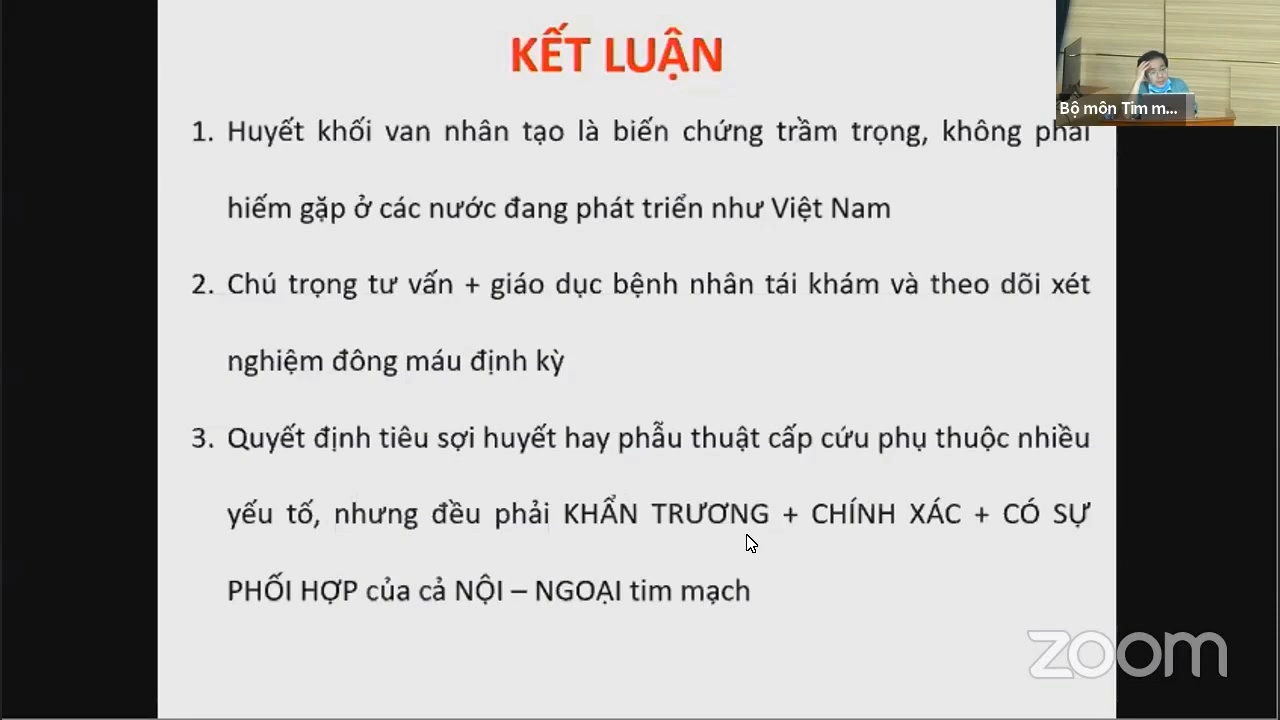 KẾT LUẬN
Bộ môn Tim m...
1. Huyết khối van nhân tạo là biến chứng trầm trọng, không phải
hiếm gặp ở các nước đang phát triển như Việt Nam
2. Chú trọng tư vấn + giáo dục bệnh nhân tái khám và theo dõi xét
nghiệm đông máu định kỳ
3. Quyết định tiêu sợi huyết hay phẫu thuật cấp cứu phụ thuộc nhiều
yếu tố, nhưng đều phải KHẨN TRƯƠNG + CHÍNH XÁC + CÓ SỰ
PHỐI HỢP của cả NỘI – NGOẠI tim mạch
zoom